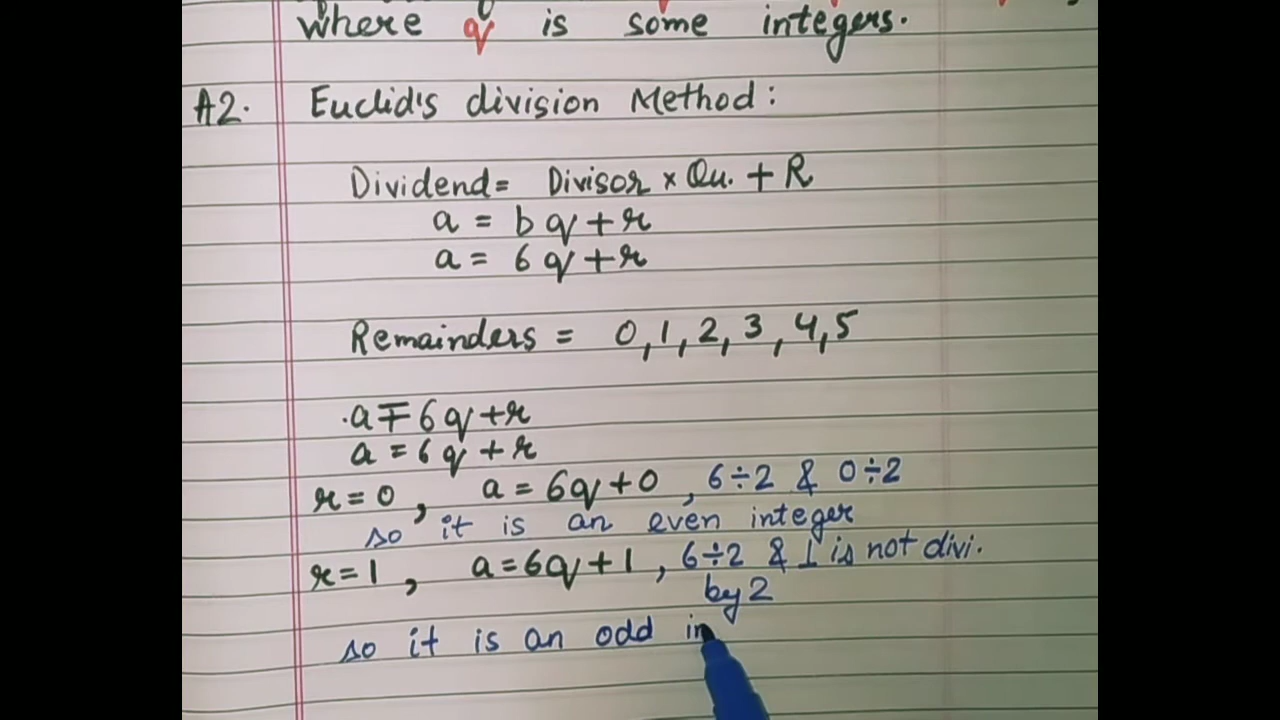 where q is some integers.
A2. Euclid's division Method:
Dividend= Divisor × Qu. + R
a = bq+r
a = 6q+r
Remainders = 0,1,2,3,4,5
.a = 6q+r
a = 6q+r
r=0, a=6q+0, 6÷2 & 0÷2
so it is an even integer
r=1, a=6q+1, 6÷2 & 1 is not divi.
by 2
so it is an odd in